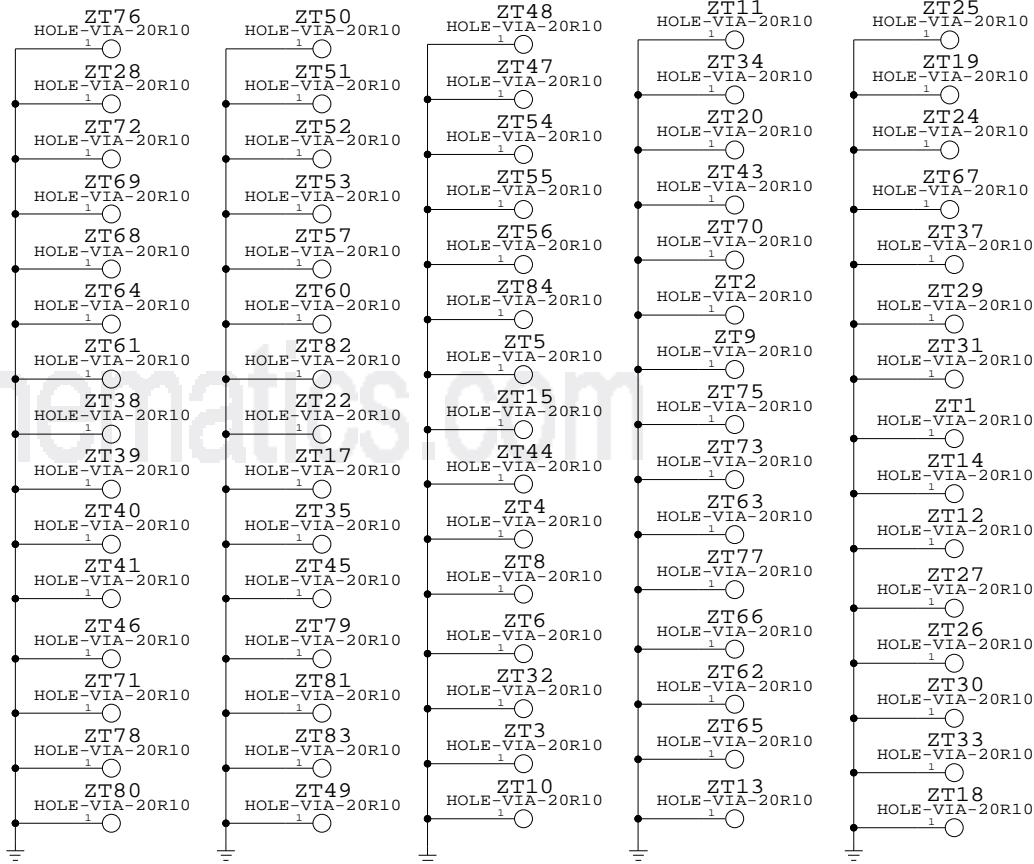 ZT76
HOLE-VIA-20R10
1
ZT28
HOLE-VIA-20R10
1
ZT72
HOLE-VIA-20R10
1
ZT69
HOLE-VIA-20R10
1
ZT68
HOLE-VIA-20R10
1
ZT64
HOLE-VIA-20R10
1
ZT61
HOLE-VIA-20R10
1
ZT38
HOLE-VIA-20R10
1
ZT39
HOLE-VIA-20R10
1
ZT40
HOLE-VIA-20R10
1
ZT41
HOLE-VIA-20R10
1
ZT46
HOLE-VIA-20R10
1
ZT71
HOLE-VIA-20R10
1
ZT78
HOLE-VIA-20R10
1
ZT80
HOLE-VIA-20R10
1
ZT50
HOLE-VIA-20R10
1
ZT51
HOLE-VIA-20R10
1
ZT52
HOLE-VIA-20R10
1
ZT53
HOLE-VIA-20R10
1
ZT57
HOLE-VIA-20R10
1
ZT60
HOLE-VIA-20R10
1
ZT82
HOLE-VIA-20R10
1
ZT22
HOLE-VIA-20R10
1
ZT17
HOLE-VIA-20R10
1
ZT35
HOLE-VIA-20R10
1
ZT45
HOLE-VIA-20R10
1
ZT79
HOLE-VIA-20R10
1
ZT81
HOLE-VIA-20R10
1
ZT83
HOLE-VIA-20R10
1
ZT49
HOLE-VIA-20R10
1
ZT48
HOLE-VIA-20R10
1
ZT47
HOLE-VIA-20R10
1
ZT54
HOLE-VIA-20R10
1
ZT55
HOLE-VIA-20R10
1
ZT56
HOLE-VIA-20R10
1
ZT84
HOLE-VIA-20R10
1
ZT5
HOLE-VIA-20R10
1
ZT15
HOLE-VIA-20R10
1
ZT44
HOLE-VIA-20R10
1
ZT4
HOLE-VIA-20R10
1
ZT8
HOLE-VIA-20R10
1
ZT6
HOLE-VIA-20R10
1
ZT32
HOLE-VIA-20R10
1
ZT3
HOLE-VIA-20R10
1
ZT10
HOLE-VIA-20R10
1
ZT11
HOLE-VIA-20R10
1
ZT34
HOLE-VIA-20R10
1
ZT20
HOLE-VIA-20R10
1
ZT43
HOLE-VIA-20R10
1
ZT70
HOLE-VIA-20R10
1
ZT2
HOLE-VIA-20R10
1
ZT9
HOLE-VIA-20R10
1
ZT75
HOLE-VIA-20R10
1
ZT73
HOLE-VIA-20R10
1
ZT63
HOLE-VIA-20R10
1
ZT77
HOLE-VIA-20R10
1
ZT66
HOLE-VIA-20R10
1
ZT62
HOLE-VIA-20R10
1
ZT65
HOLE-VIA-20R10
1
ZT13
HOLE-VIA-20R10
1
ZT25
HOLE-VIA-20R10
1
ZT19
HOLE-VIA-20R10
1
ZT24
HOLE-VIA-20R10
1
ZT67
HOLE-VIA-20R10
1
ZT37
HOLE-VIA-20R10
1
ZT29
HOLE-VIA-20R10
1
ZT31
HOLE-VIA-20R10
1
ZT1
HOLE-VIA-20R10
1
ZT14
HOLE-VIA-20R10
1
ZT12
HOLE-VIA-20R10
1
ZT27
HOLE-VIA-20R10
1
ZT26
HOLE-VIA-20R10
1
ZT30
HOLE-VIA-20R10
1
ZT33
HOLE-VIA-20R10
1
ZT18
HOLE-VIA-20R10
1
hematics.com